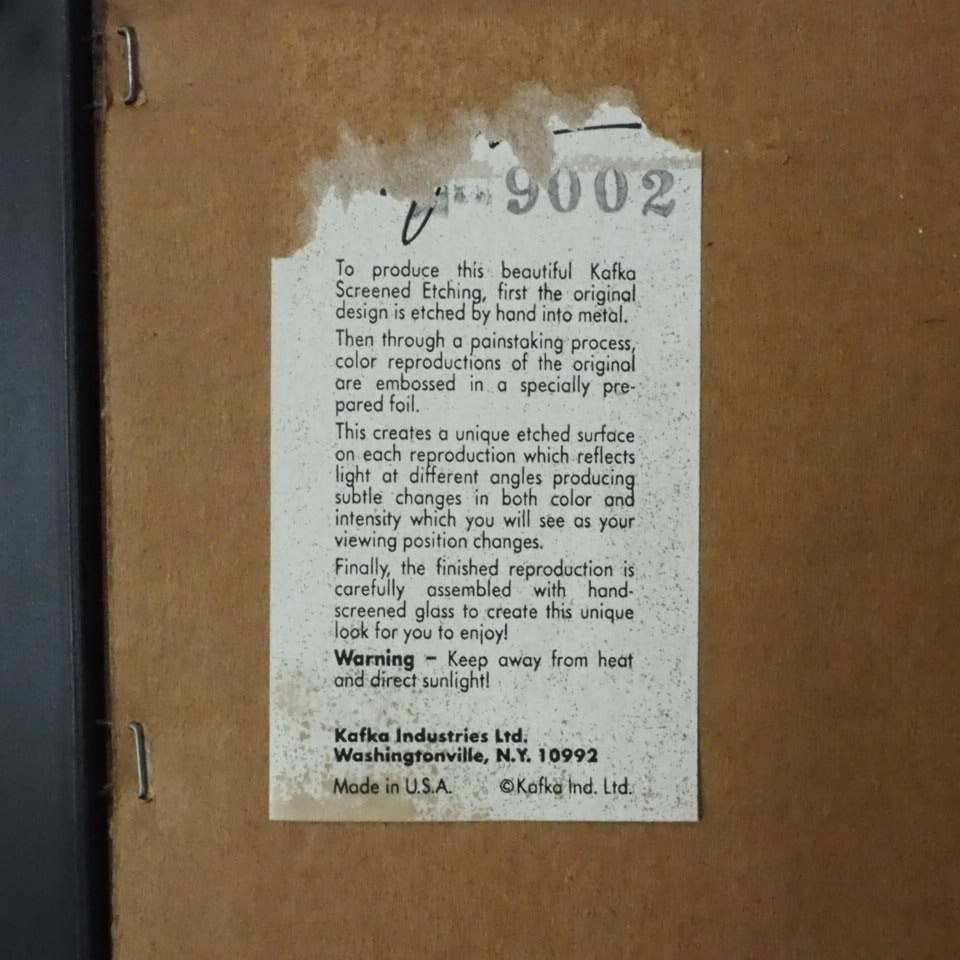 9002
To produce this beautiful Kafka
Screened Etching, first the original
design is etched by hand into metal.
Then through a painstaking process,
color reproductions of the original
are embossed in a specially pre-
pared foil.
This creates a unique etched surface
on each reproduction which reflects
light at different angles producing
subtle changes in both color and
intensity which you will see as your
viewing position changes.
Finally, the finished reproduction is
carefully assembled with hand-
screened glass to create this unique
look for you to enjoy!
Warning - Keep away from heat
and direct sunlight!
Kafka Industries Ltd.
Washingtonville, N.Y. 10992
Made in U.S.A. ©Kafka Ind. Ltd.